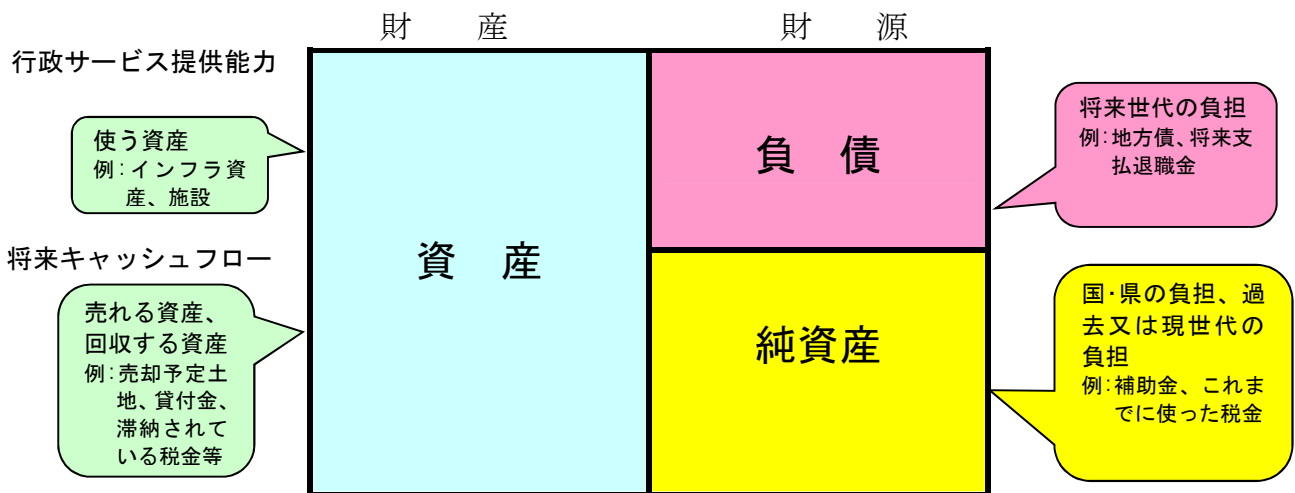 財　産
財　源
行政サービス提供能力
使う資産
例：インフラ資
産、施設
将来キャッシュフロー
売れる資産、
回収する資産
例：売却予定土
地、貸付金、
滞納されて
いる税金等
資　産
負　債
純資産
将来世代の負担
例：地方債、将来支
払退職金
国・県の負担、過
去又は現世代の
負担
例：補助金、これま
でに使った税金